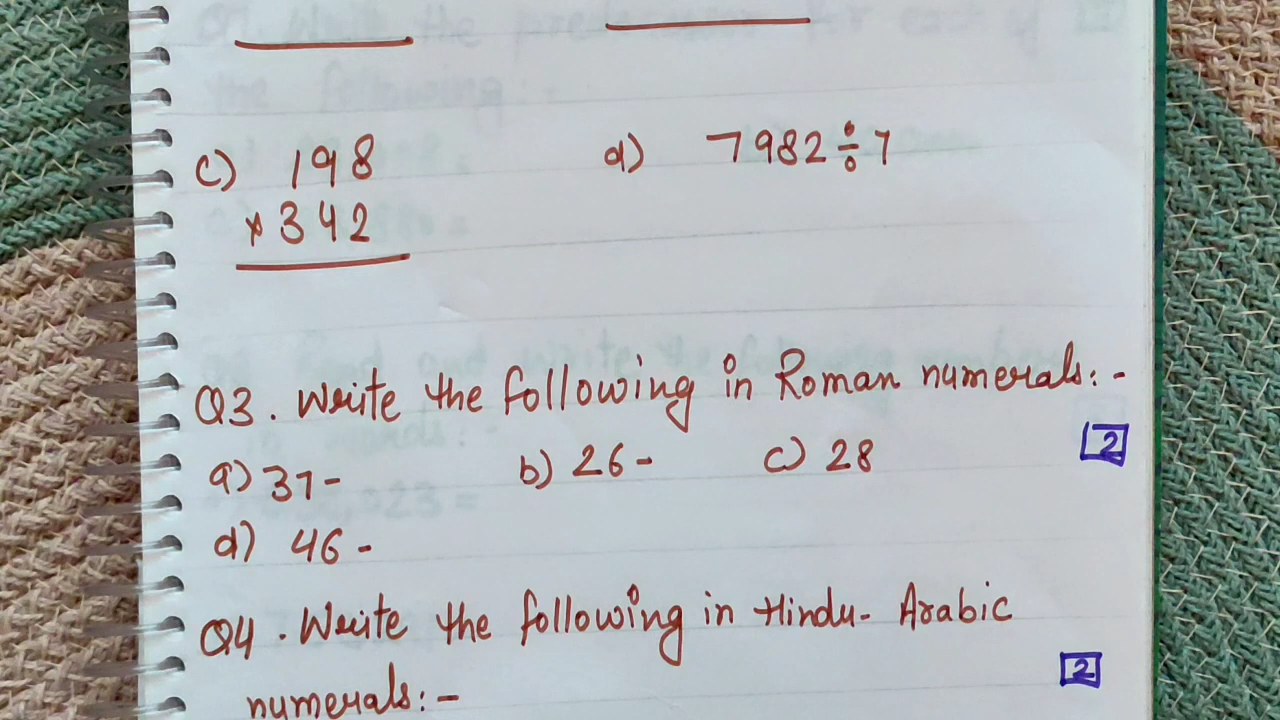 c) 198 d) 7982÷7
×342
Q3. Write the following in Roman numerals:-
2
a) 37- b) 26- c) 28
d) 46-
Q4. Write the following in Hindu-Arabic
2
numerals:-